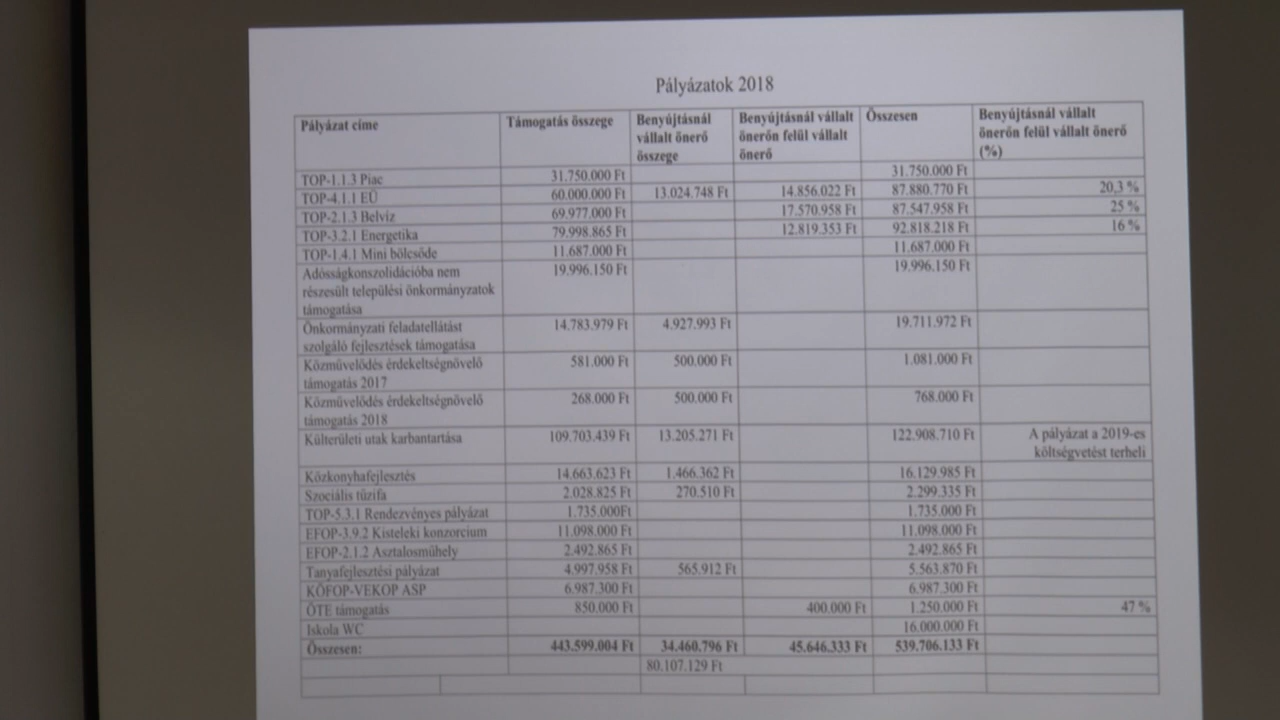 Pályázatok 2018
Pályázat címe Támogatás összege Benyújtásnál vállalt önerő összege Benyújtásnál vállalt önerőn felül vállalt önerő Összesen Benyújtásnál vállalt önerőn felül vállalt önerő (%)
TOP-1.1.3 Piac 31.750.000 Ft 31.750.000 Ft
TOP-4.1.1 EÜ 60.000.000 Ft 13.024.748 Ft 14.856.022 Ft 87.880.770 Ft 20,3 %
TOP-2.1.3 Belvíz 69.977.000 Ft 17.570.958 Ft 87.547.958 Ft 25 %
TOP-3.2.1 Energetika 79.998.865 Ft 12.819.353 Ft 92.818.218 Ft 16 %
TOP-1.4.1 Mini bölcsőde 11.687.000 Ft 11.687.000 Ft
Adósságkonszolidációba nem 19.996.150 Ft 19.996.150 Ft
részesült települési önkormányzatok
támogatása
Önkormányzati feladatellátást 14.783.979 Ft 4.927.993 Ft 19.711.972 Ft
szolgáló fejlesztések támogatása
Közművelődés érdekeltségnövelő 581.000 Ft 500.000 Ft 1.081.000 Ft
támogatás 2017
Közművelődés érdekeltségnövelő 268.000 Ft 500.000 Ft 768.000 Ft
támogatás 2018
Külterületi utak karbantartása 109.703.439 Ft 13.205.271 Ft 122.908.710 Ft A pályázat a 2019-es
költségvetést terheli
Közkonyhafejlesztés 14.663.623 Ft 1.466.362 Ft 16.129.985 Ft
Szociális tűzifa 2.028.825 Ft 270.510 Ft 2.299.335 Ft
TOP-5.3.1 Rendezvényes pályázat 1.735.000Ft 1.735.000 Ft
EFOP-3.9.2 Kisteleki konzorcium 11.098.000 Ft 11.098.000 Ft
EFOP-2.1.2 Asztalosműhely 2.492.865 Ft 2.492.865 Ft
Tanyafejlesztési pályázat 4.997.958 Ft 565.912 Ft 5.563.870 Ft
KÖFOP-VEKOP ASP 6.987.300 Ft 6.987.300 Ft
ÖTE támogatás 850.000 Ft 400.000 Ft 1.250.000 Ft 47 %
Iskola WC 16.000.000 Ft
Összesen: 443.599.004 Ft 34.460.796 Ft 45.646.333 Ft 539.706.133 Ft
80.107.129 Ft